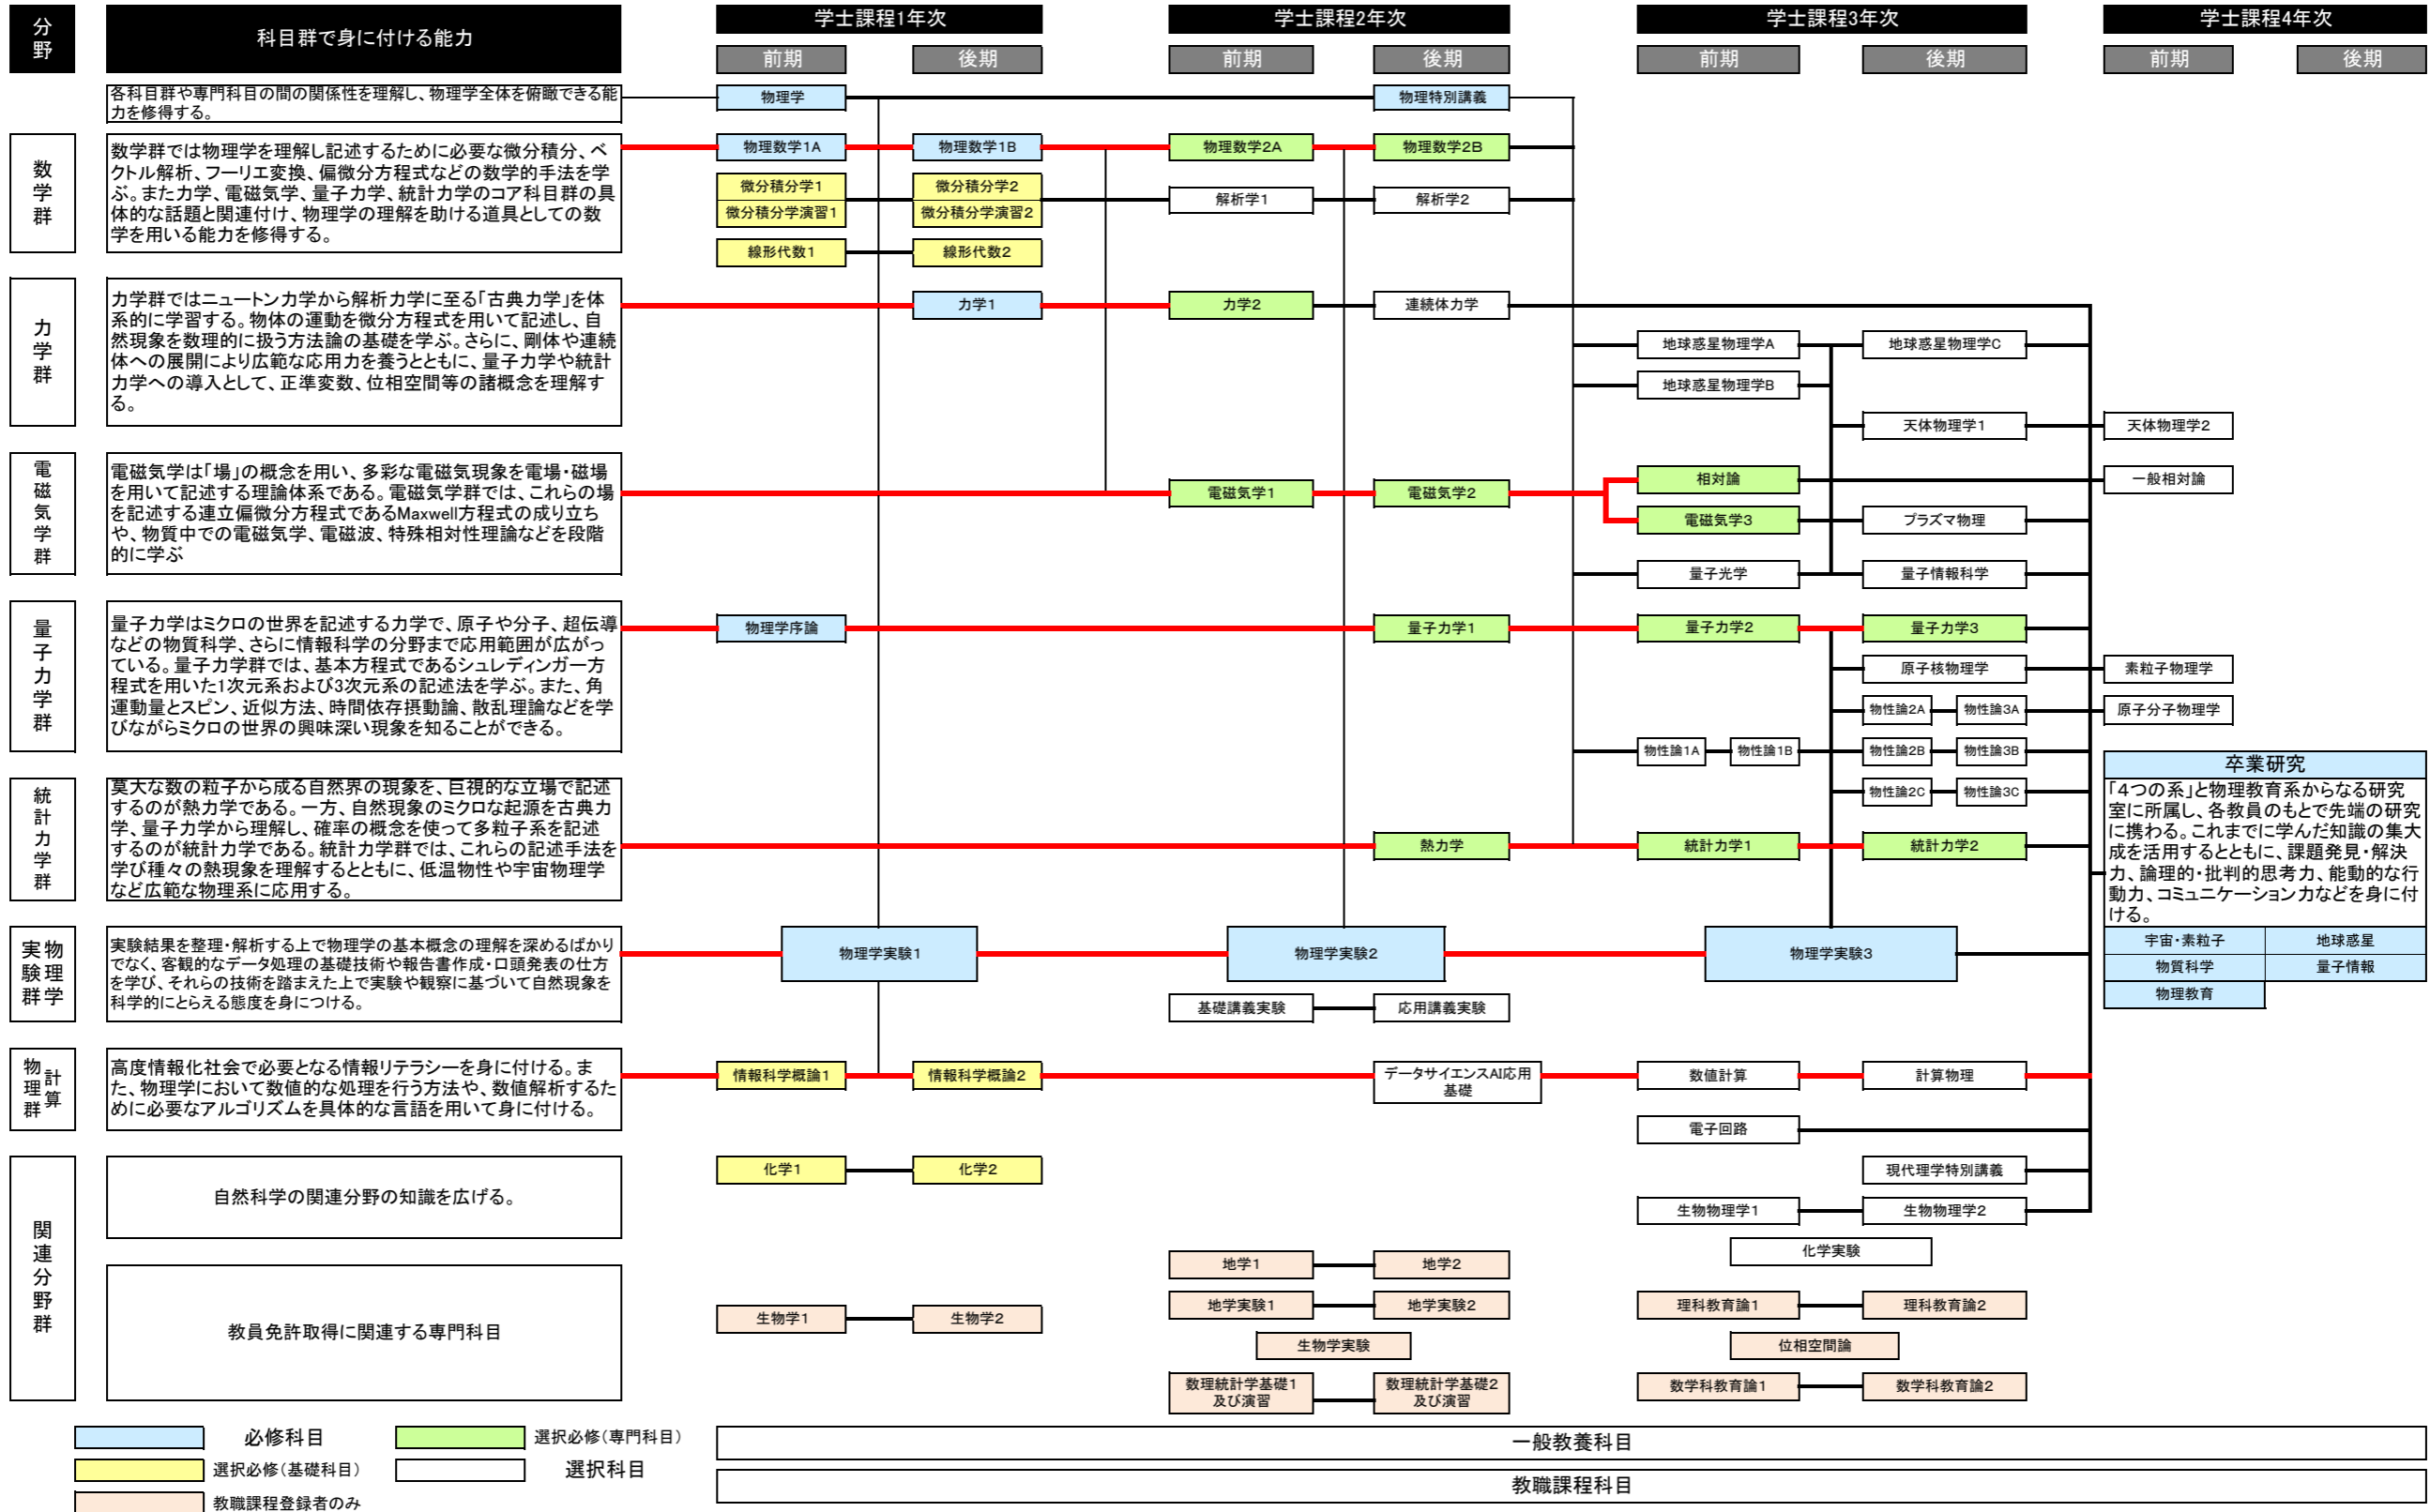 分野
科目群で身に付ける能力
学士課程1年次
学士課程2年次
学士課程3年次
学士課程4年次
前期
後期
前期
後期
前期
後期
前期
後期
各科目群や専門科目の間の関係性を理解し、物理学全体を俯瞰できる能
力を修得する。
物理学
物理特別講義
数学群
数学群では物理学を理解し記述するために必要な微分積分、ベ
クトル解析、フーリエ変換、偏微分方程式などの数学的手法を学
ぶ。また力学、電磁気学、量子力学、統計力学のコア科目群の具
体的な話題と関連付け、物理学の理解を助ける道具としての数
学を用いる能力を修得する。
物理数学1A
物理数学1B
物理数学2A
物理数学2B
微分積分学1
微分積分学2
微分積分学演習1
微分積分学演習2
解析学1
解析学2
線形代数1
線形代数2
力学群
力学群ではニュートン力学から解析力学に至る「古典力学」を体
系的に学習する。物体の運動を微分方程式を用いて記述し、自
然現象を数理的に扱う方法論の基礎を学ぶ。さらに、剛体や連続
体への展開により広範な応用力を養うとともに、量子力学や統計
力学への導入として、正準変数、位相空間等の諸概念を理解す
る。
力学1
力学2
連続体力学
地球惑星物理学A
地球惑星物理学C
地球惑星物理学B
天体物理学1
天体物理学2
電磁気学群
電磁気学は「場」の概念を用い、多彩な電磁気現象を電場・磁場
を用いて記述する理論体系である。電磁気学群では、これらの場
を記述する連立偏微分方程式であるMaxwell方程式の成り立ち
や、物質中での電磁気学、電磁波、特殊相対性理論などを段階
的に学ぶ
電磁気学1
電磁気学2
相対論
一般相対論
電磁気学3
プラズマ物理
量子光学
量子情報科学
量子力学群
量子力学はミクロの世界を記述する力学で、原子や分子、超伝導
などの物質科学、さらに情報科学の分野まで応用範囲が広がっ
ている。量子力学群では、基本方程式であるシュレディンガー方
程式を用いた1次元系および3次元系の記述法を学ぶ。また、角
運動量とスピン、近似方法、時間依存摂動論、散乱理論などを学
びながらミクロの世界の興味深い現象を知ることができる。
物理学序論
量子力学1
量子力学2
量子力学3
原子核物理学
素粒子物理学
物性論2A
物性論3A
原子分子物理学
物性論1A
物性論1B
物性論2B
物性論3B
物性論2C
物性論3C
統計力学群
莫大な数の粒子から成る自然界の現象を、巨視的な立場で記述
するのが熱力学である。一方、自然現象のミクロな起源を古典力
学、量子力学から理解し、確率の概念を使って多粒子系を記述
するのが統計力学である。統計力学群では、これらの記述手法を
学び種々の熱現象を理解するとともに、低温物性や宇宙物理学
など広範な物理系に応用する。
熱力学
統計力学1
統計力学2
卒業研究
「4つの系」と物理教育系からなる研究
室に所属し、各教員のもとで先端の研究
に携わる。これまでに学んだ知識の集大
成を活用するとともに、課題発見・解決
力、論理的・批判的思考力、能動的な行
動力、コミュニケーション力などを身に付
ける。
宇宙・素粒子
地球惑星
物質科学
量子情報
物理教育
物理学実験群
実験結果を整理・解析する上で物理学の基本概念の理解を深めるばかり
でなく、客観的なデータ処理の基礎技術や報告書作成・口頭発表の仕方
を学び、それらの技術を踏まえた上で実験や観察に基づいて自然現象を
科学的にとらえる態度を身につける。
物理学実験1
物理学実験2
物理学実験3
基礎講義実験
応用講義実験
計算物理群
高度情報化社会で必要となる情報リテラシーを身に付ける。ま
た、物理学において数値的な処理を行う方法や、数値解析するた
めに必要なアルゴリズムを具体的な言語を用いて身に付ける。
情報科学概論1
情報科学概論2
データサイエンスAI応用
基礎
数値計算
計算物理
電子回路
関連分野群
自然科学の関連分野の知識を広げる。
化学1
化学2
現代理学特別講義
生物物理学1
生物物理学2
化学実験
教員免許取得に関連する専門科目
地学1
地学2
生物学1
生物学2
地学実験1
地学実験2
理科教育論1
理科教育論2
生物学実験
位相空間論
数理統計学基礎1
及び演習
数理統計学基礎2
及び演習
数学科教育論1
数学科教育論2
必修科目
選択必修(専門科目)
選択必修(基礎科目)
選択科目
教職課程登録者のみ
一般教養科目
教職課程科目